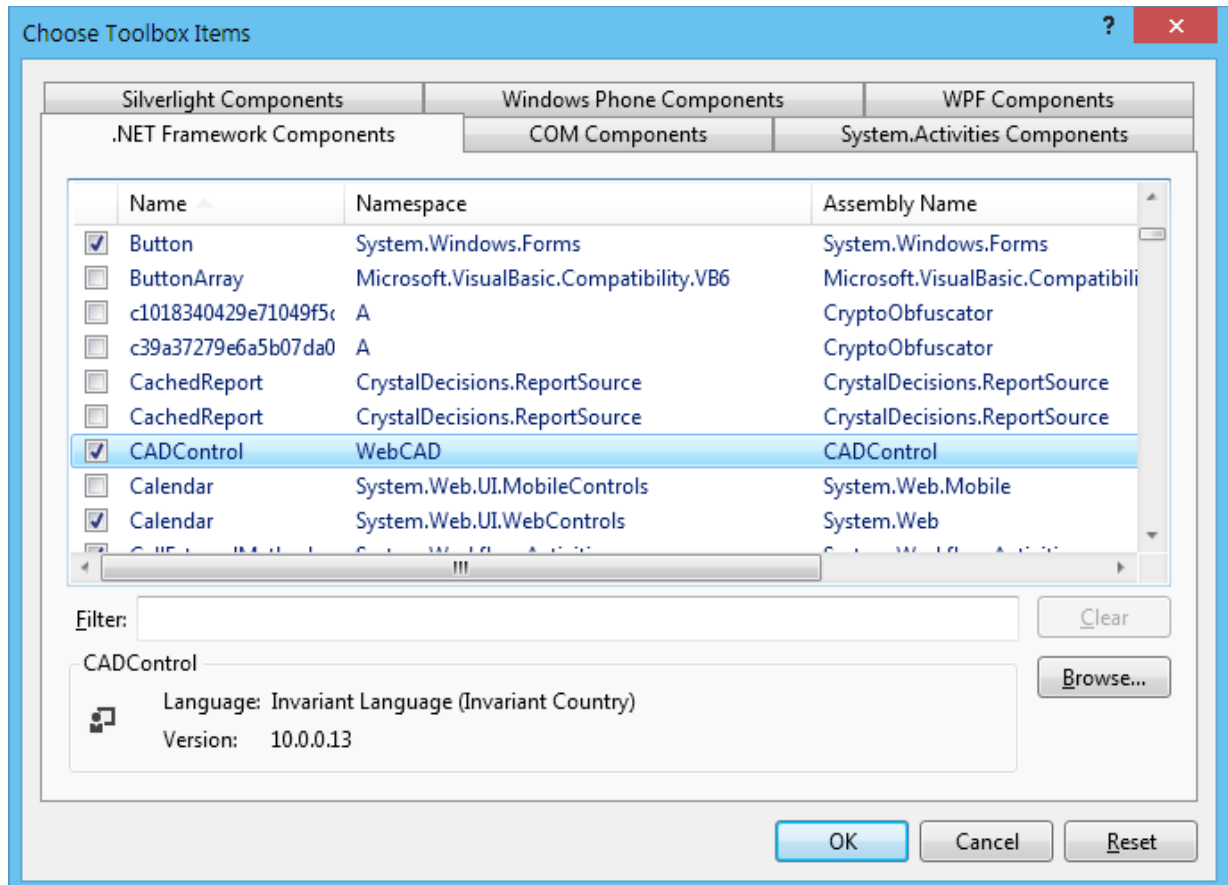 Choose Toolbox Items ? ×
Silverlight Components Windows Phone Components WPF Components
.NET Framework Components COM Components System.Activities Components
Name Namespace Assembly Name
Button System.Windows.Forms System.Windows.Forms
ButtonArray Microsoft.VisualBasic.Compatibility.VB6 Microsoft.VisualBasic.Compatibili
c1018340429e71049f5c A CryptoObfuscator
c39a37279e6a5b07da0 A CryptoObfuscator
CachedReport CrystalDecisions.ReportSource CrystalDecisions.ReportSource
CachedReport CrystalDecisions.ReportSource CrystalDecisions.ReportSource
CADControl WebCAD CADControl
Calendar System.Web.UI.MobileControls System.Web.Mobile
Calendar System.Web.UI.WebControls System.Web
Filter: Clear
CADControl
Browse...
Language: Invariant Language (Invariant Country)
Version: 10.0.0.13
OK Cancel Reset